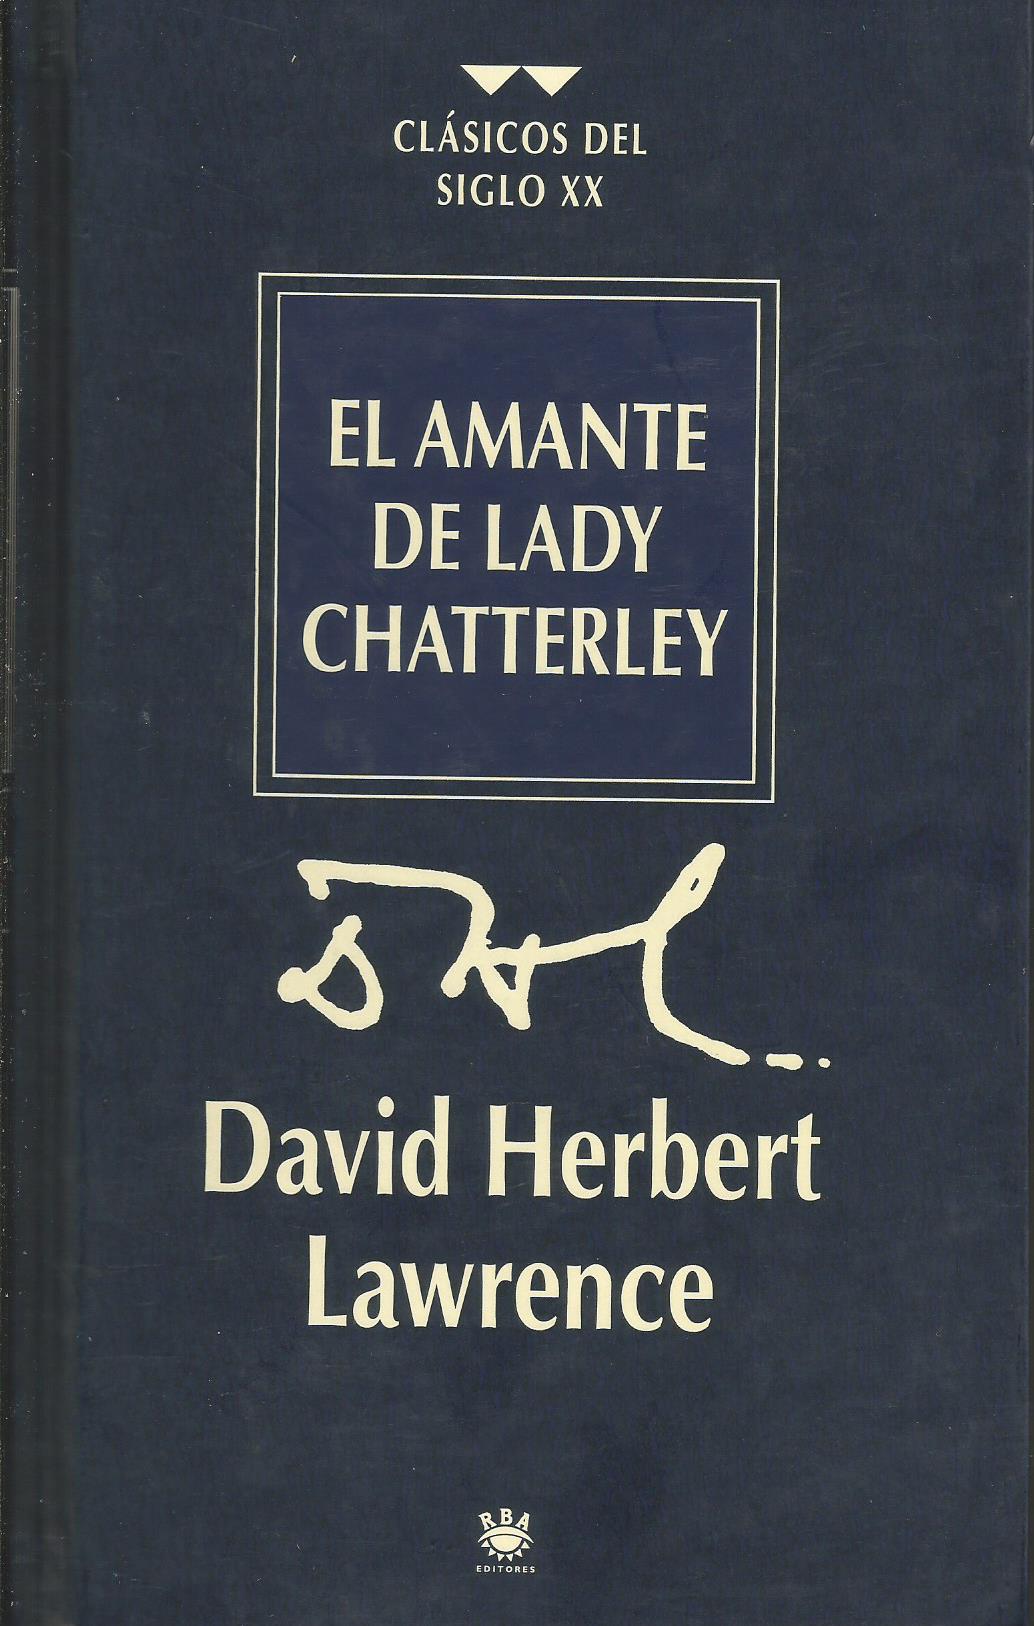 CLÁSICOS DEL
SIGLO XX
EL AMANTE
DE LADY
CHATTERLEY
David Herbert
Lawrence
RBA
EDITORES